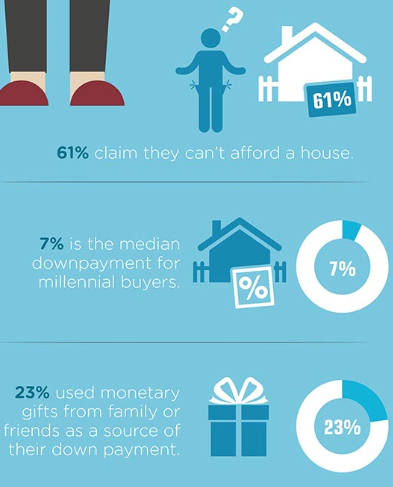 ?
61%
61% claim they can't afford a house.
7% is the median
downpayment for
millennial buyers.
%
7%
23% used monetary
gifts from family or
friends as a source of
their down payment.
23%